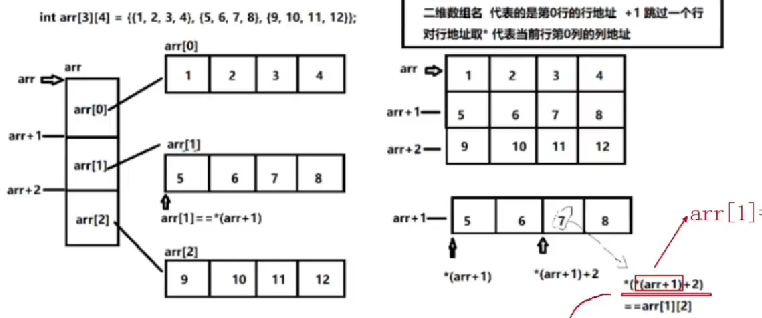 int arr[3][4] = {{1, 2, 3, 4}, {5, 6, 7, 8}, {9, 10, 11, 12}};
arr
arr
arr[0]
arr+1
arr[1]
arr+2
arr[2]
arr[0]
1 2 3 4
arr[1]
5 6 7 8
arr[1]==*(arr+1)
arr[2]
9 10 11 12
二维数组名 代表的是第0行的行地址 +1 跳过一个行
对行地址取* 代表当前行第0列的列地址
arr
1 2 3 4
arr+1
5 6 7 8
arr+2
9 10 11 12
arr+1
5 6 7 8
*(arr+1)
*(arr+1)+2
arr[1]=
*(*(arr+1)+2)
==arr[1][2]